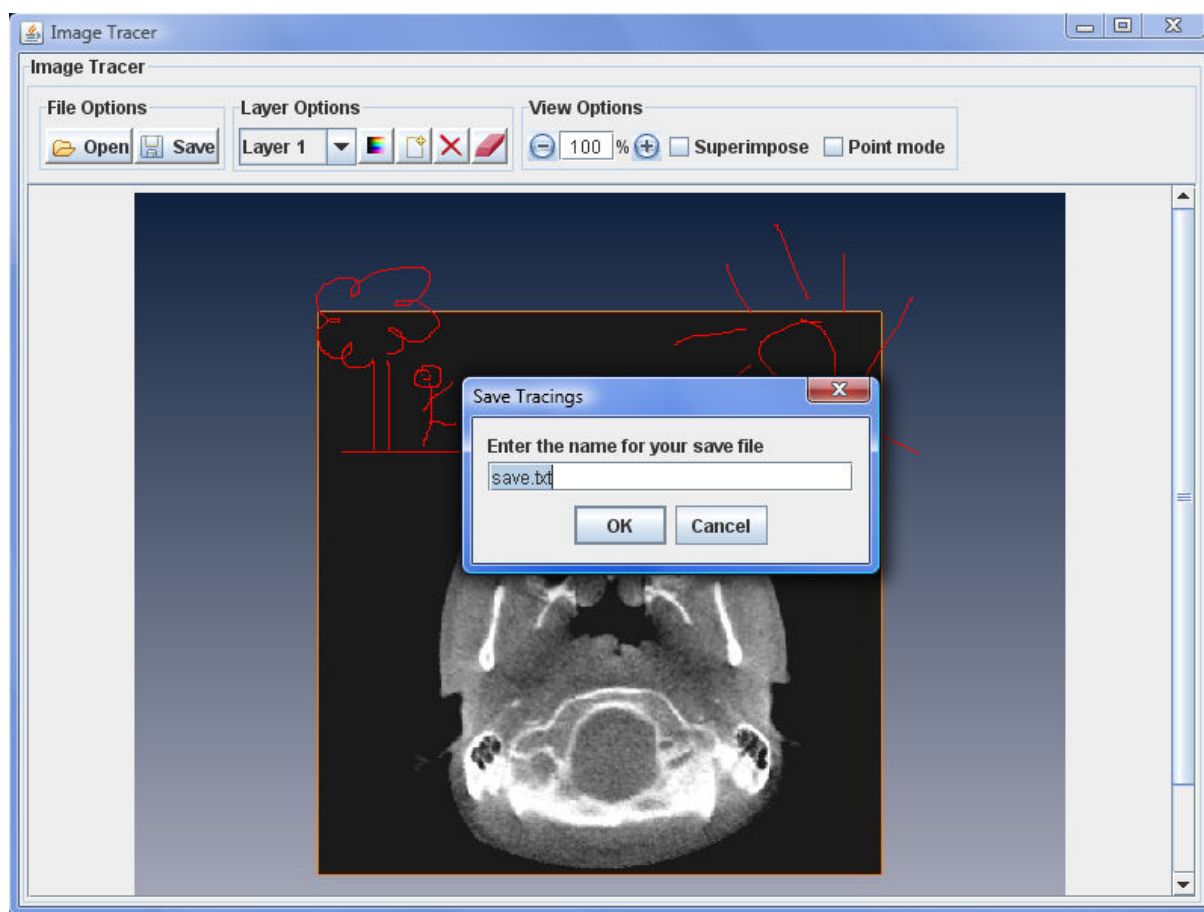 Image Tracer
Image Tracer
File Options Layer Options View Options
Open Save Layer 1 100 % Superimpose Point mode
Save Tracings
Enter the name for your save file
save.txt
OK Cancel